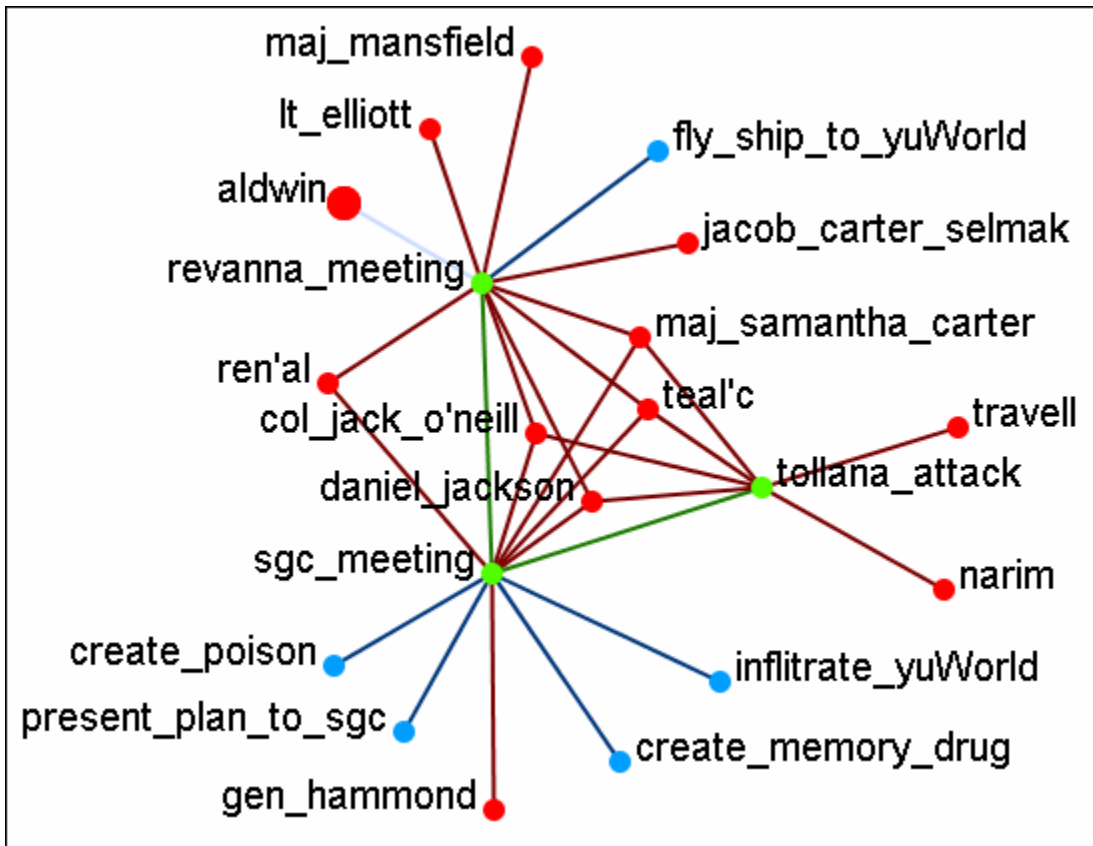 maj_mansfield
lt_elliott
fly_ship_to_yuWorld
aldwin
jacob_carter_selmak
revanna_meeting
maj_samantha_carter
ren'al
teal'c
col_jack_o'neill
travell
tollana_attack
daniel_jackson
sgc_meeting
narim
create_poison
inflitrate_yuWorld
present_plan_to_sgc
create_memory_drug
gen_hammond